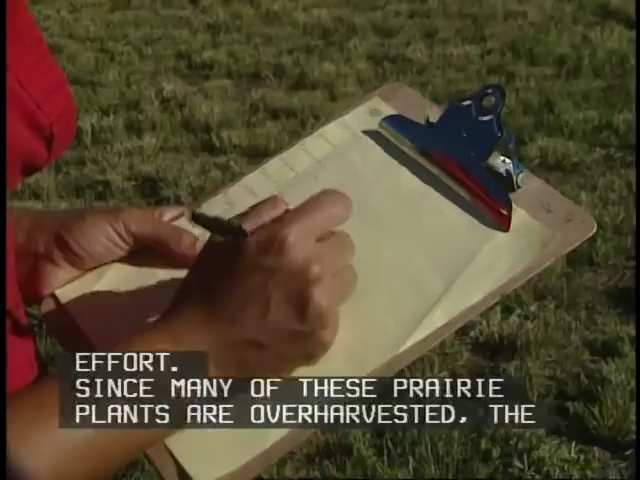 EFFORT.
SINCE MANY OF THESE PRAIRIE
PLANTS ARE OVERHARVESTED, THE